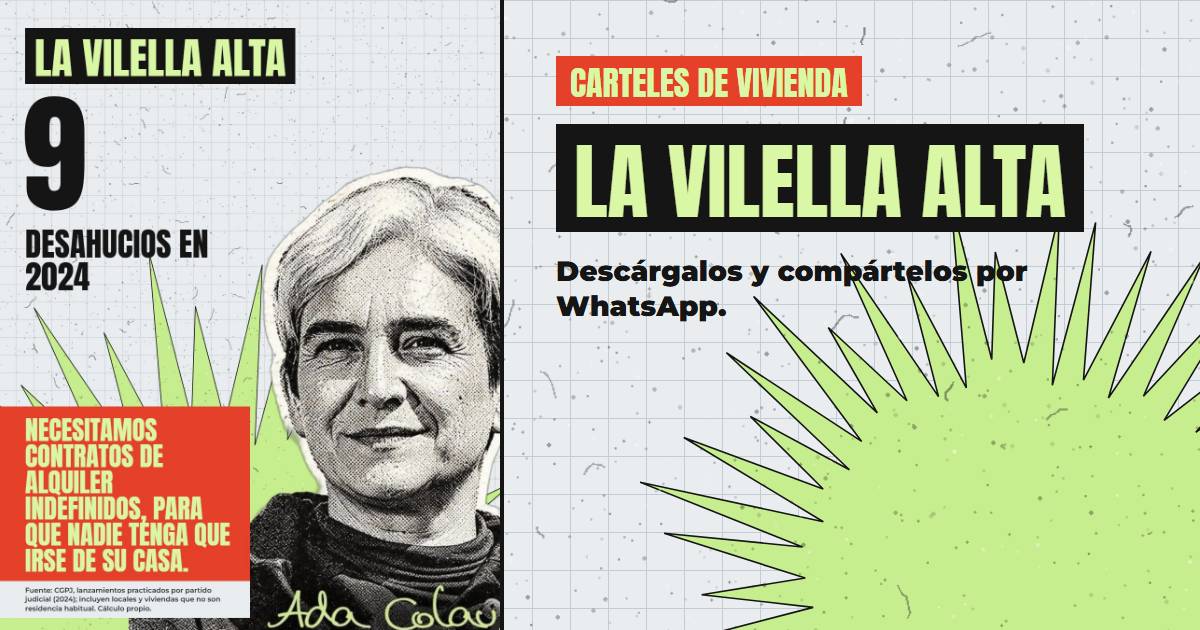 LA VILELLA ALTA
9
DESAHUCIOS EN
2024
NECESITAMOS
CONTRATOS DE
ALQUILER
INDEFINIDOS, PARA
QUE NADIE TENGA QUE
IRSE DE SU CASA.
Fuente: CGPJ, lanzamientos practicados por partido
judicial (2024); incluyen locales y viviendas que no son
residencia habitual. Cálculo propio.
Ada Colau
CARTELES DE VIVIENDA
LA VILELLA ALTA
Descárgalos y compártelos por
WhatsApp.